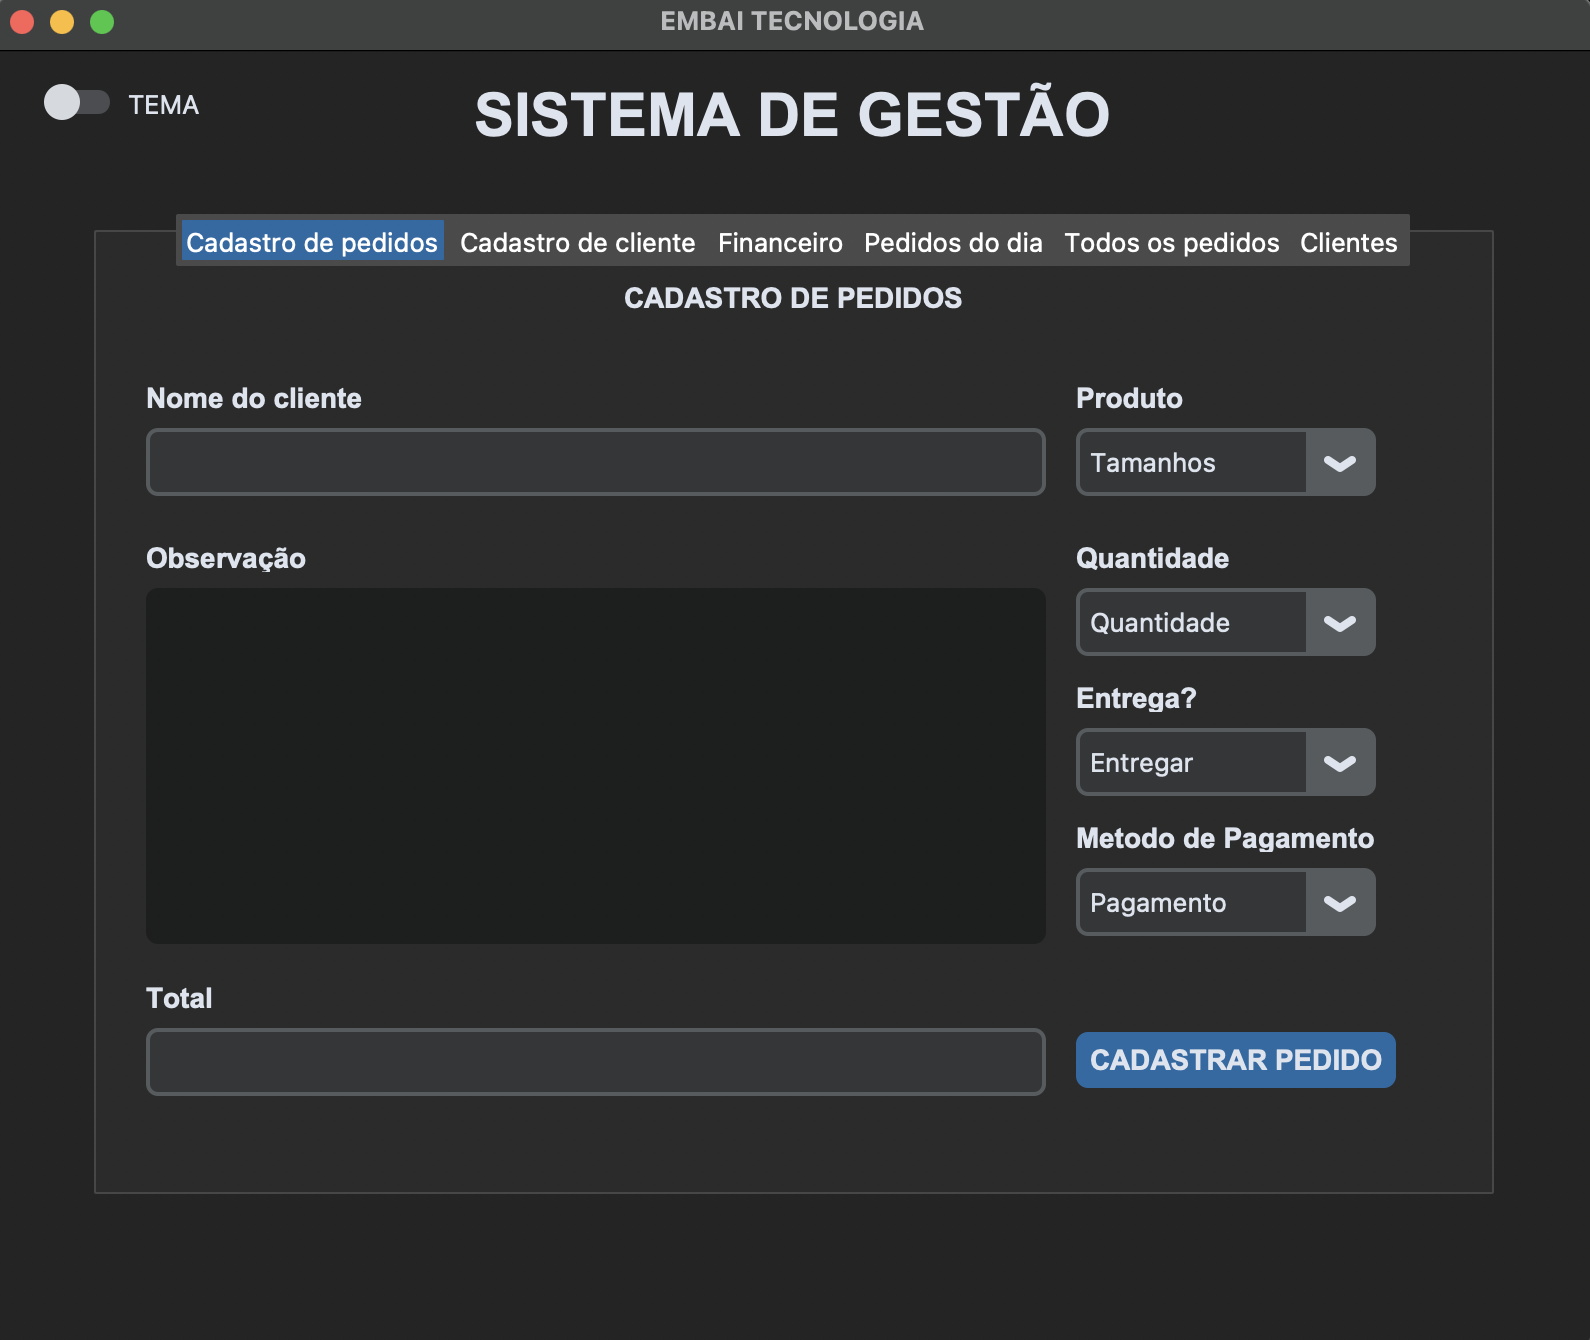 EMBAI TECNOLOGIA
TEMA
SISTEMA DE GESTÃO
Cadastro de pedidos Cadastro de cliente Financeiro Pedidos do dia Todos os pedidos Clientes
CADASTRO DE PEDIDOS
Nome do cliente
Produto
Tamanhos
Observação
Quantidade
Quantidade
Entrega?
Entregar
Metodo de Pagamento
Pagamento
Total
CADASTRAR PEDIDO